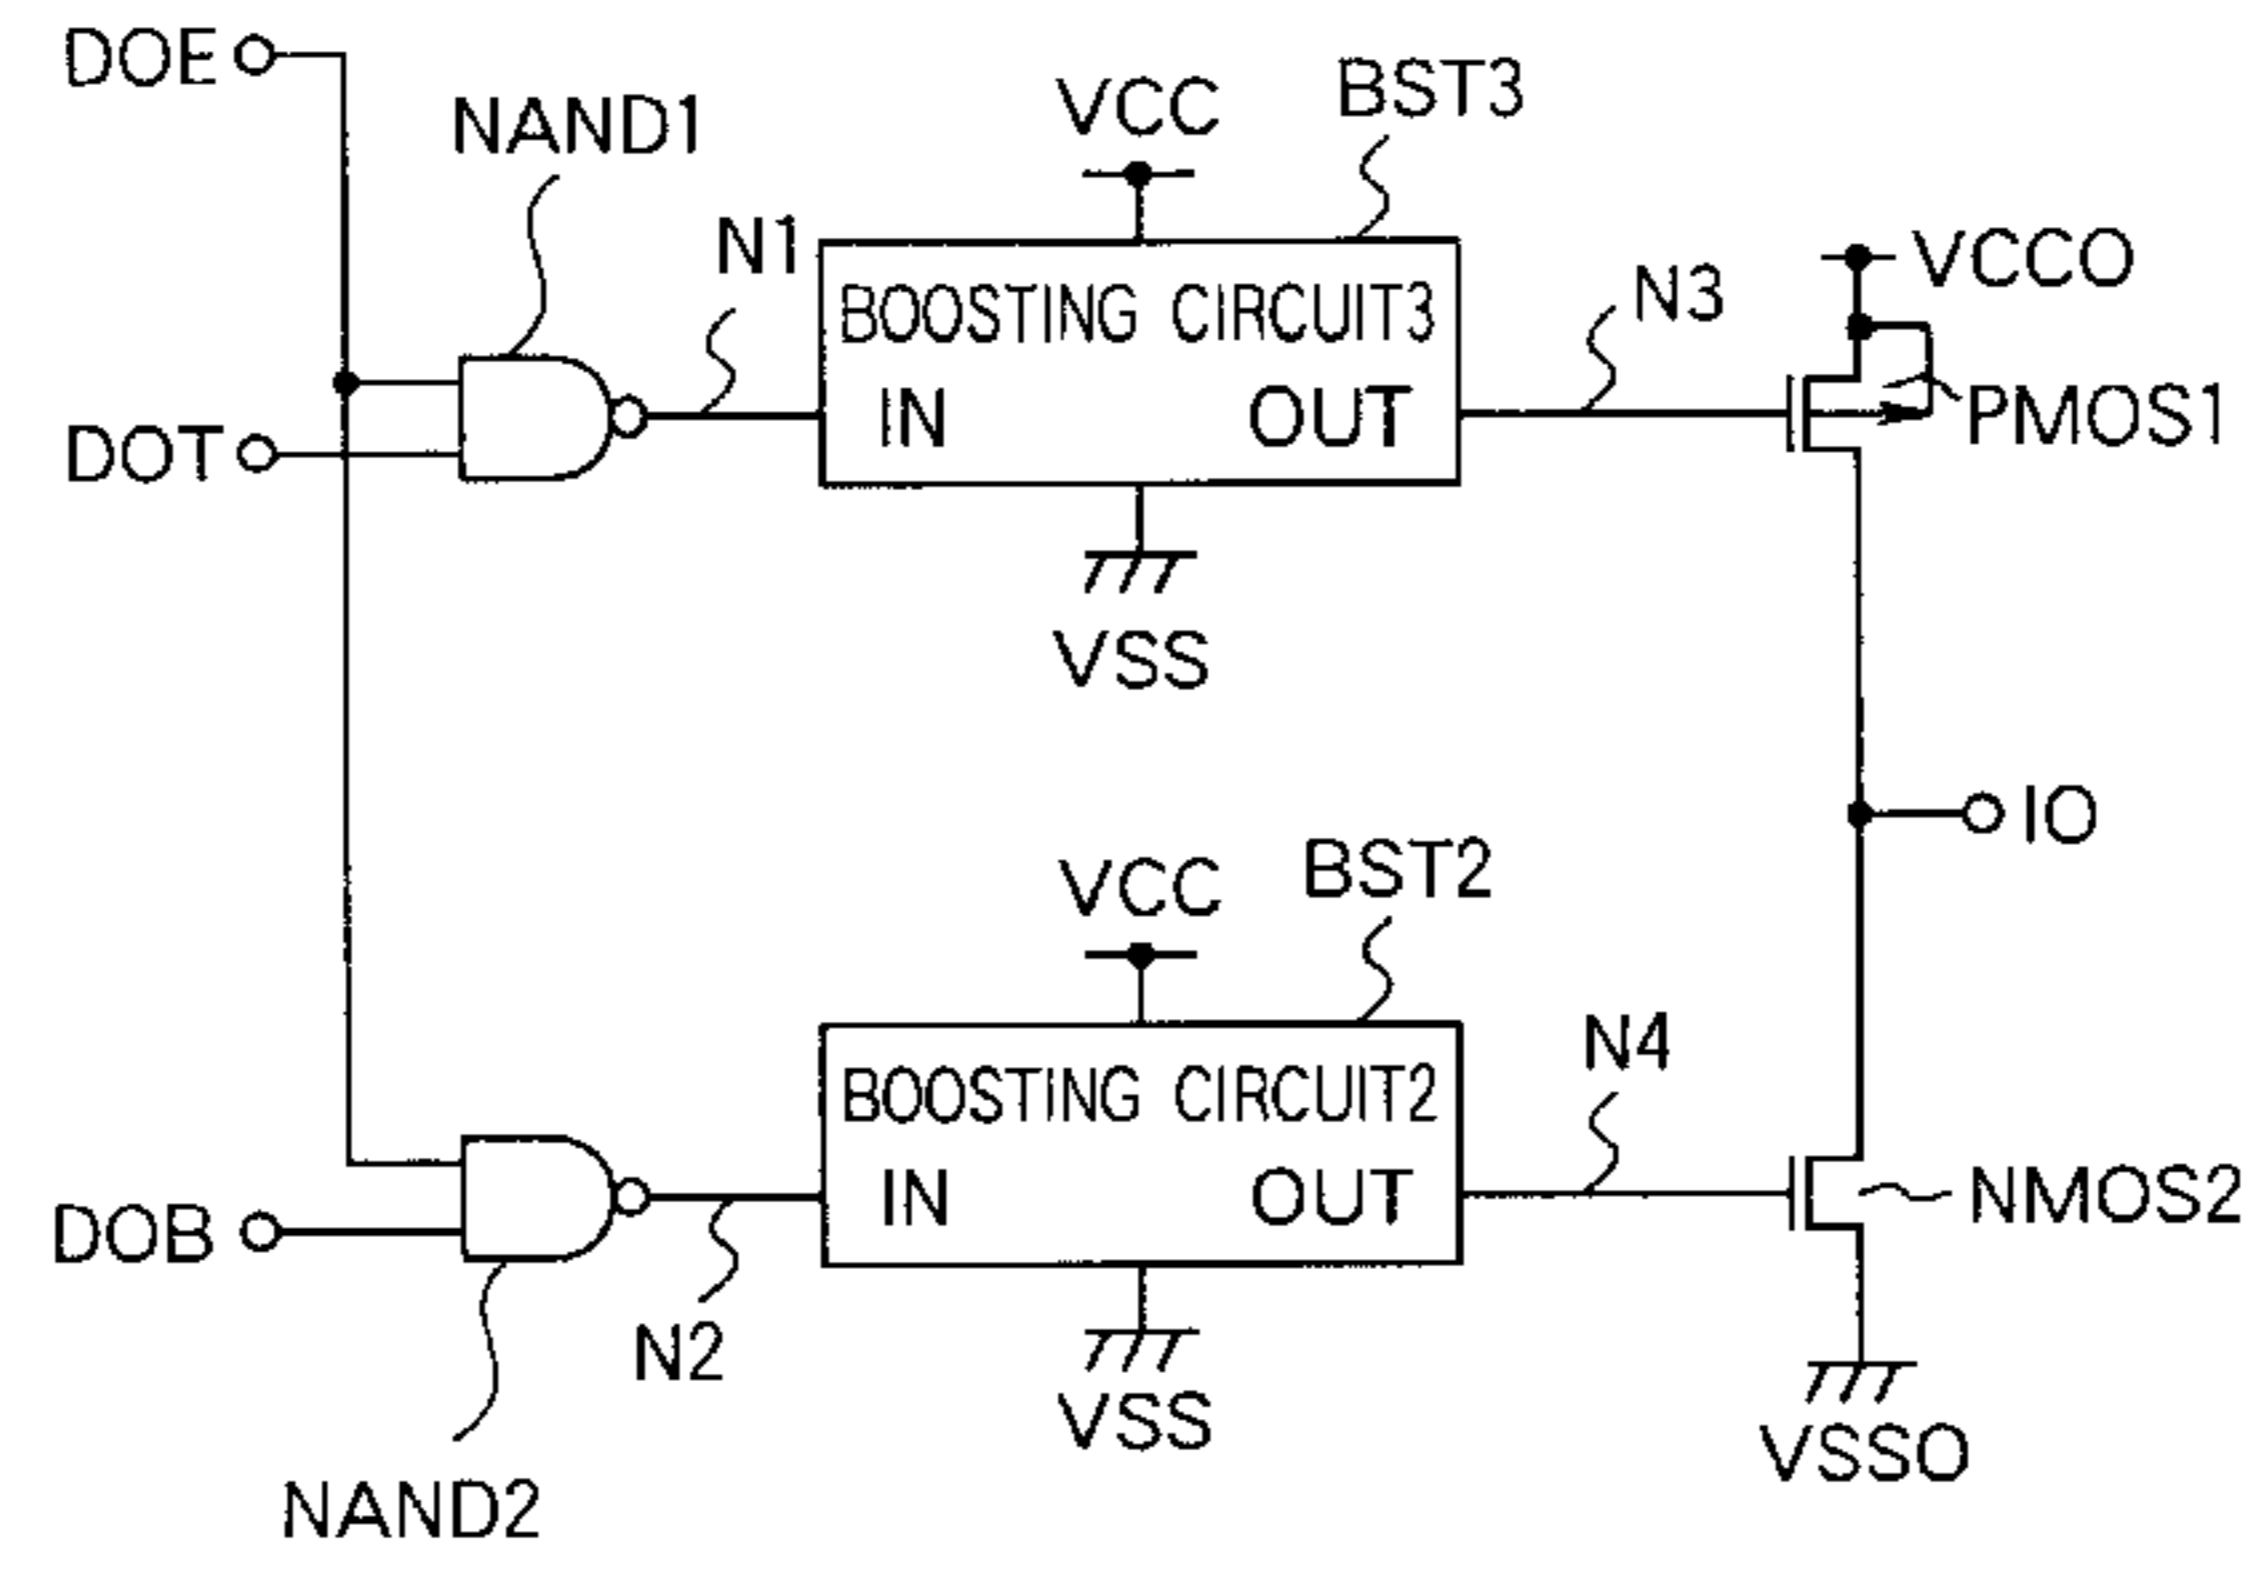 DOE
NAND1
VCC
BST3
N1
BOOSTING CIRCUIT3
N3
VCCO
IN
OUT
PMOS1
DOT
VSS
IO
VCC
BST2
BOOSTING CIRCUIT2
N4
IN
OUT
NMOS2
DOB
N2
VSS
VSSO
NAND2